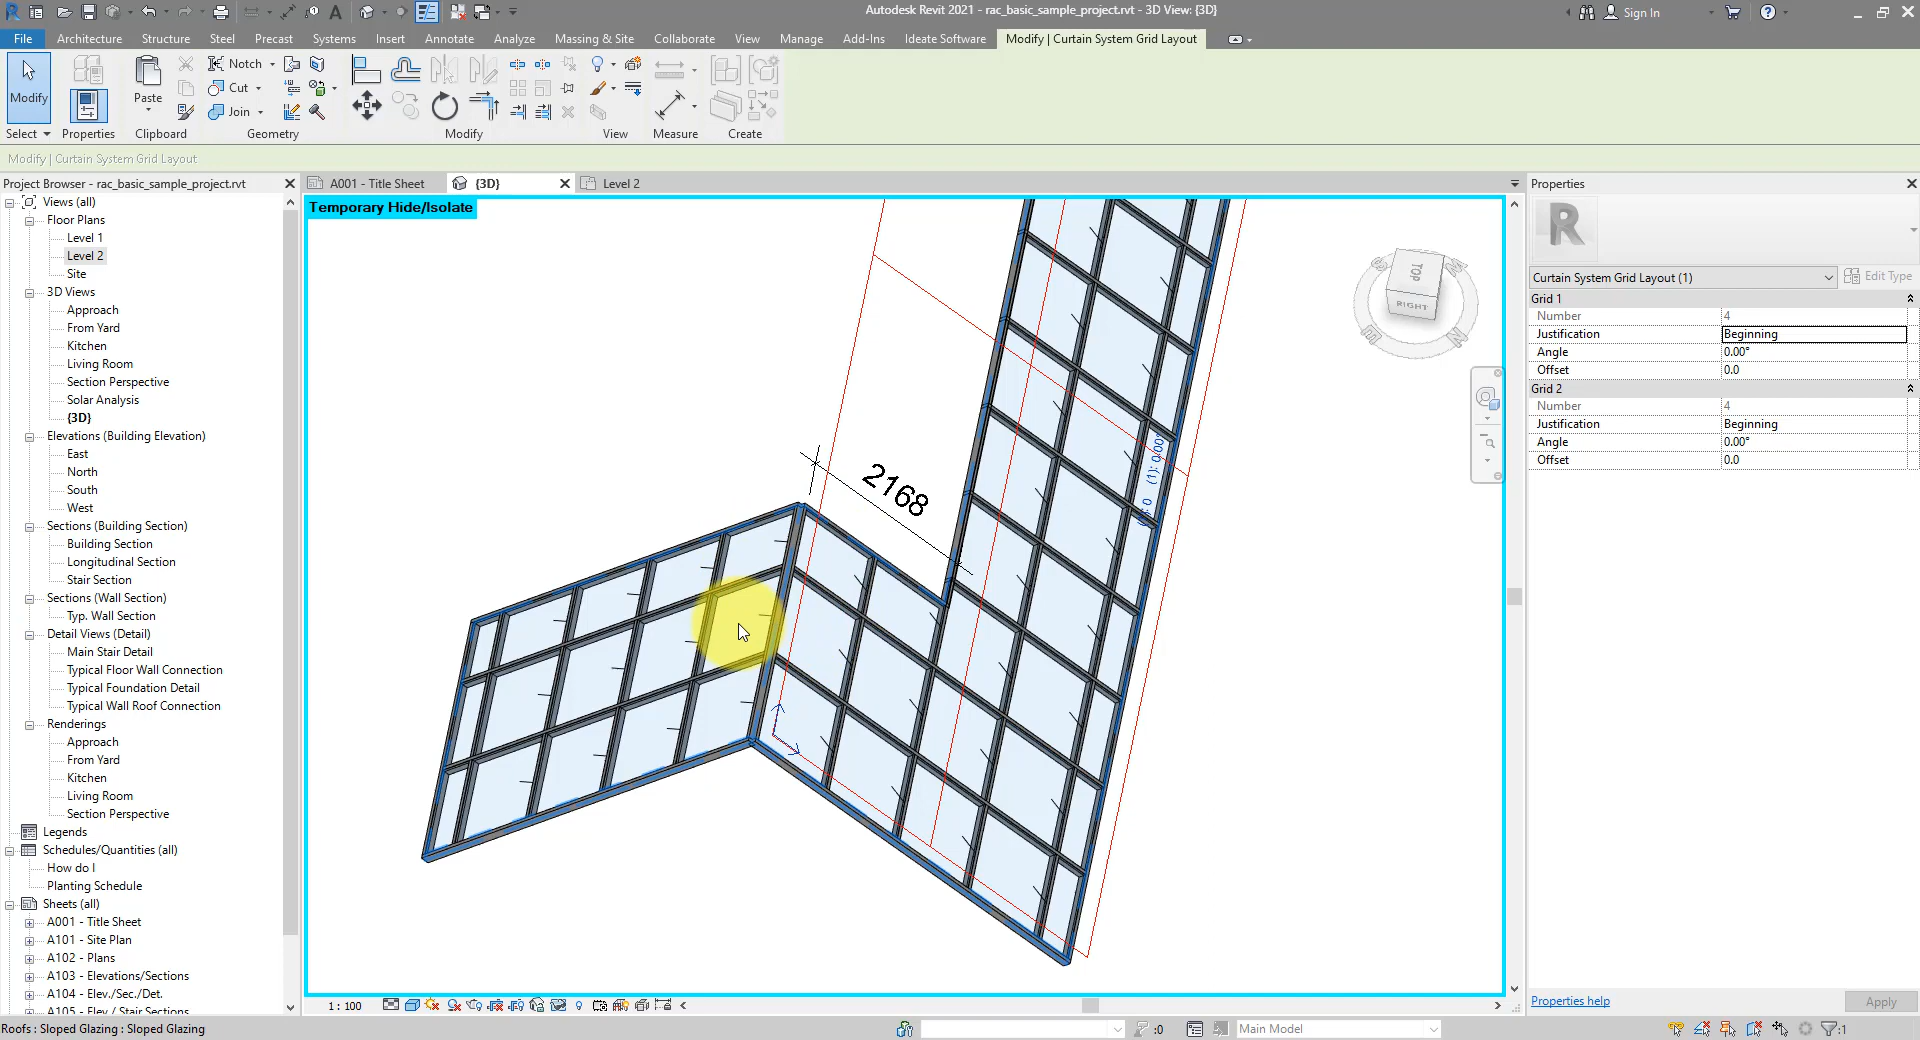 Autodesk Revit 2021 - rac_basic_sample_project.rvt - 3D View: {3D}
Sign In
File Architecture Structure Steel Precast Systems Insert Annotate Analyze Massing & Site Collaborate View Manage Add-Ins Ideate Software Modify | Curtain System Grid Layout
Modify
Paste
Notch
Cut
Join
Select Properties Clipboard Geometry Modify View Measure Create
Modify | Curtain System Grid Layout
Project Browser - rac_basic_sample_project.rvt
A001 - Title Sheet
{3D}
Level 2
Properties
Views (all)
Floor Plans
Level 1
Level 2
Site
3D Views
Approach
From Yard
Kitchen
Living Room
Section Perspective
Solar Analysis
{3D}
Elevations (Building Elevation)
East
North
South
West
Sections (Building Section)
Building Section
Longitudinal Section
Stair Section
Sections (Wall Section)
Typ. Wall Section
Detail Views (Detail)
Main Stair Detail
Typical Floor Wall Connection
Typical Foundation Detail
Typical Wall Roof Connection
Renderings
Approach
From Yard
Kitchen
Living Room
Section Perspective
Legends
Schedules/Quantities (all)
How do I
Planting Schedule
Sheets (all)
A001 - Title Sheet
A101 - Site Plan
A102 - Plans
A103 - Elevations/Sections
A104 - Elev./Sec./Det.
A105 - Elev./ Stair Sections
Temporary Hide/Isolate
2168
TOP
RIGHT
R
Curtain System Grid Layout (1)
Edit Type
Grid 1
Number 4
Justification Beginning
Angle 0.00°
Offset 0.0
Grid 2
Number 4
Justification Beginning
Angle 0.00°
Offset 0.0
Properties help
Apply
1 : 100
Roofs : Sloped Glazing : Sloped Glazing
:0
Main Model
:1